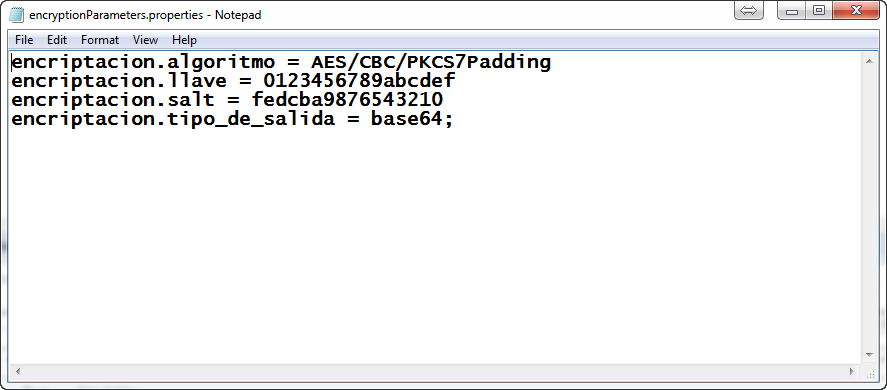 encryptionParameters.properties - Notepad
File Edit Format View Help
encriptacion.algoritmo = AES/CBC/PKCS7Padding
encriptacion.llave = 0123456789abcdef
encriptacion.salt = fedcba9876543210
encriptacion.tipo_de_salida = base64;